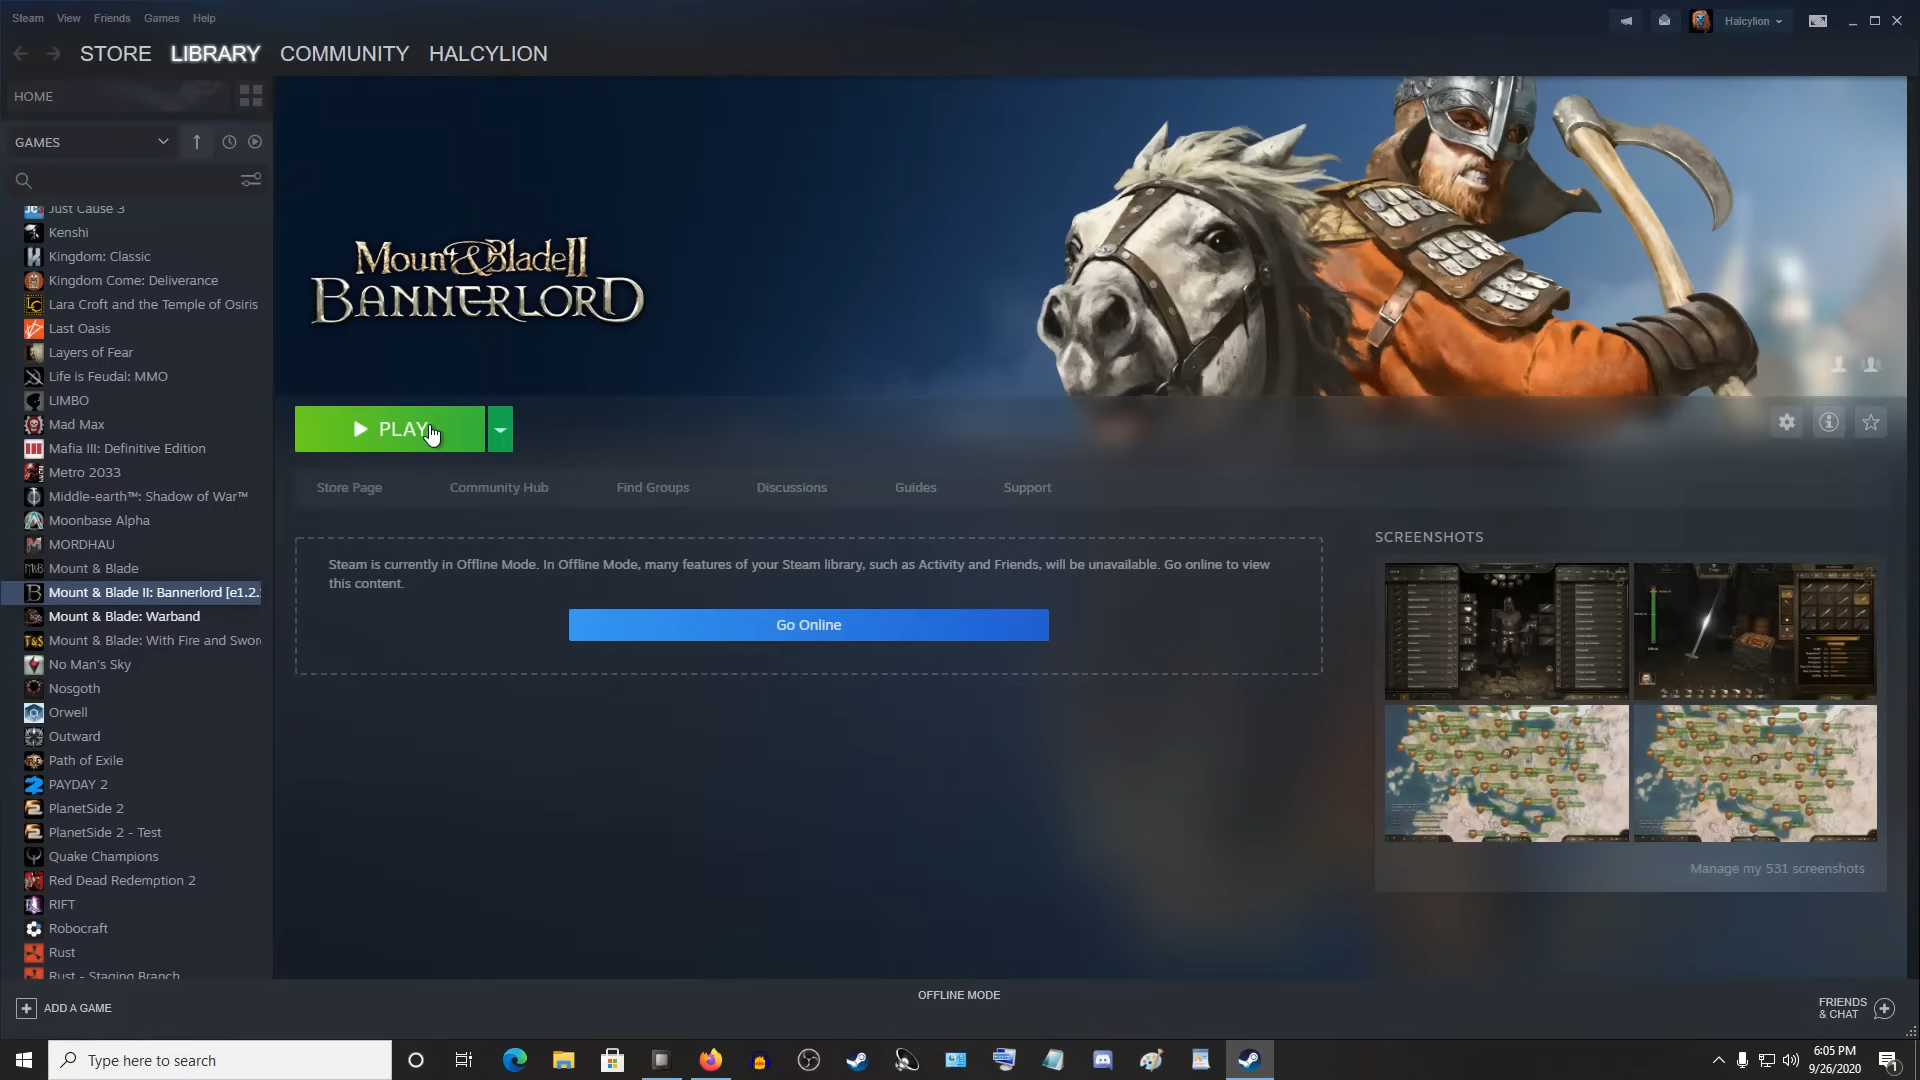 Steam View Friends Games Help
Halcylion
STORE LIBRARY COMMUNITY HALCYLION
HOME
GAMES
Just Cause 3
Kenshi
Kingdom: Classic
Kingdom Come: Deliverance
Lara Croft and the Temple of Osiris
Last Oasis
Layers of Fear
Life is Feudal: MMO
LIMBO
Mad Max
Mafia III: Definitive Edition
Metro 2033
Middle-earth™: Shadow of War™
Moonbase Alpha
MORDHAU
Mount & Blade
Mount & Blade II: Bannerlord [e1.2.
Mount & Blade: Warband
Mount & Blade: With Fire and Swor
No Man's Sky
Nosgoth
Orwell
Outward
Path of Exile
PAYDAY 2
PlanetSide 2
PlanetSide 2 - Test
Quake Champions
Red Dead Redemption 2
RIFT
Robocraft
Rust
Rust - Staging Branch
ADD A GAME
Mount & Blade II
BANNERLORD
PLAY
Store Page Community Hub Find Groups Discussions Guides Support
Steam is currently in Offline Mode. In Offline Mode, many features of your Steam library, such as Activity and Friends, will be unavailable. Go online to view
this content.
Go Online
SCREENSHOTS
Manage my 531 screenshots
OFFLINE MODE
FRIENDS
& CHAT
Type here to search
6:05 PM
9/26/2020
1